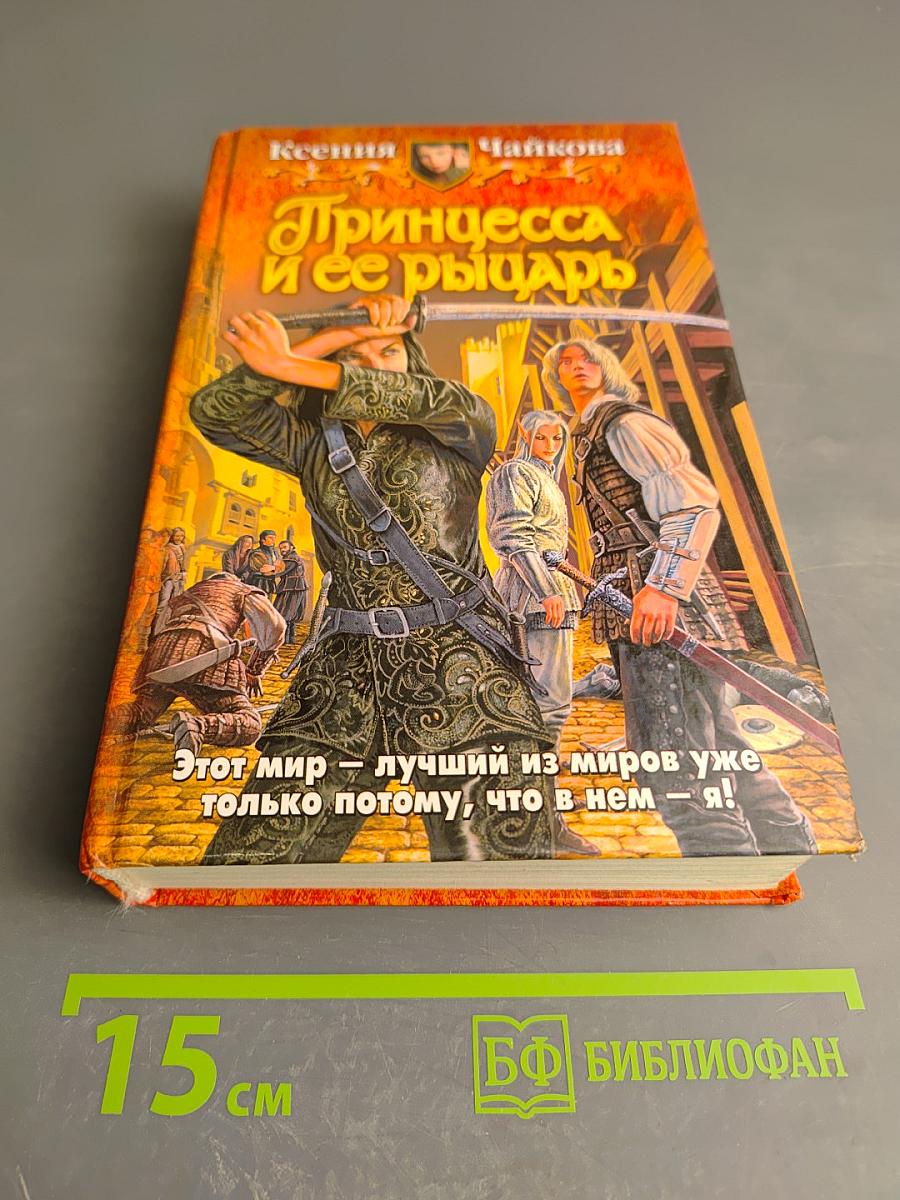 Ксения Чайкова
Принцесса
и ее рыцарь
Этот мир – лучший из миров уже
только потому, что в нем – я!
15 см
БФ БИБЛИОФАН